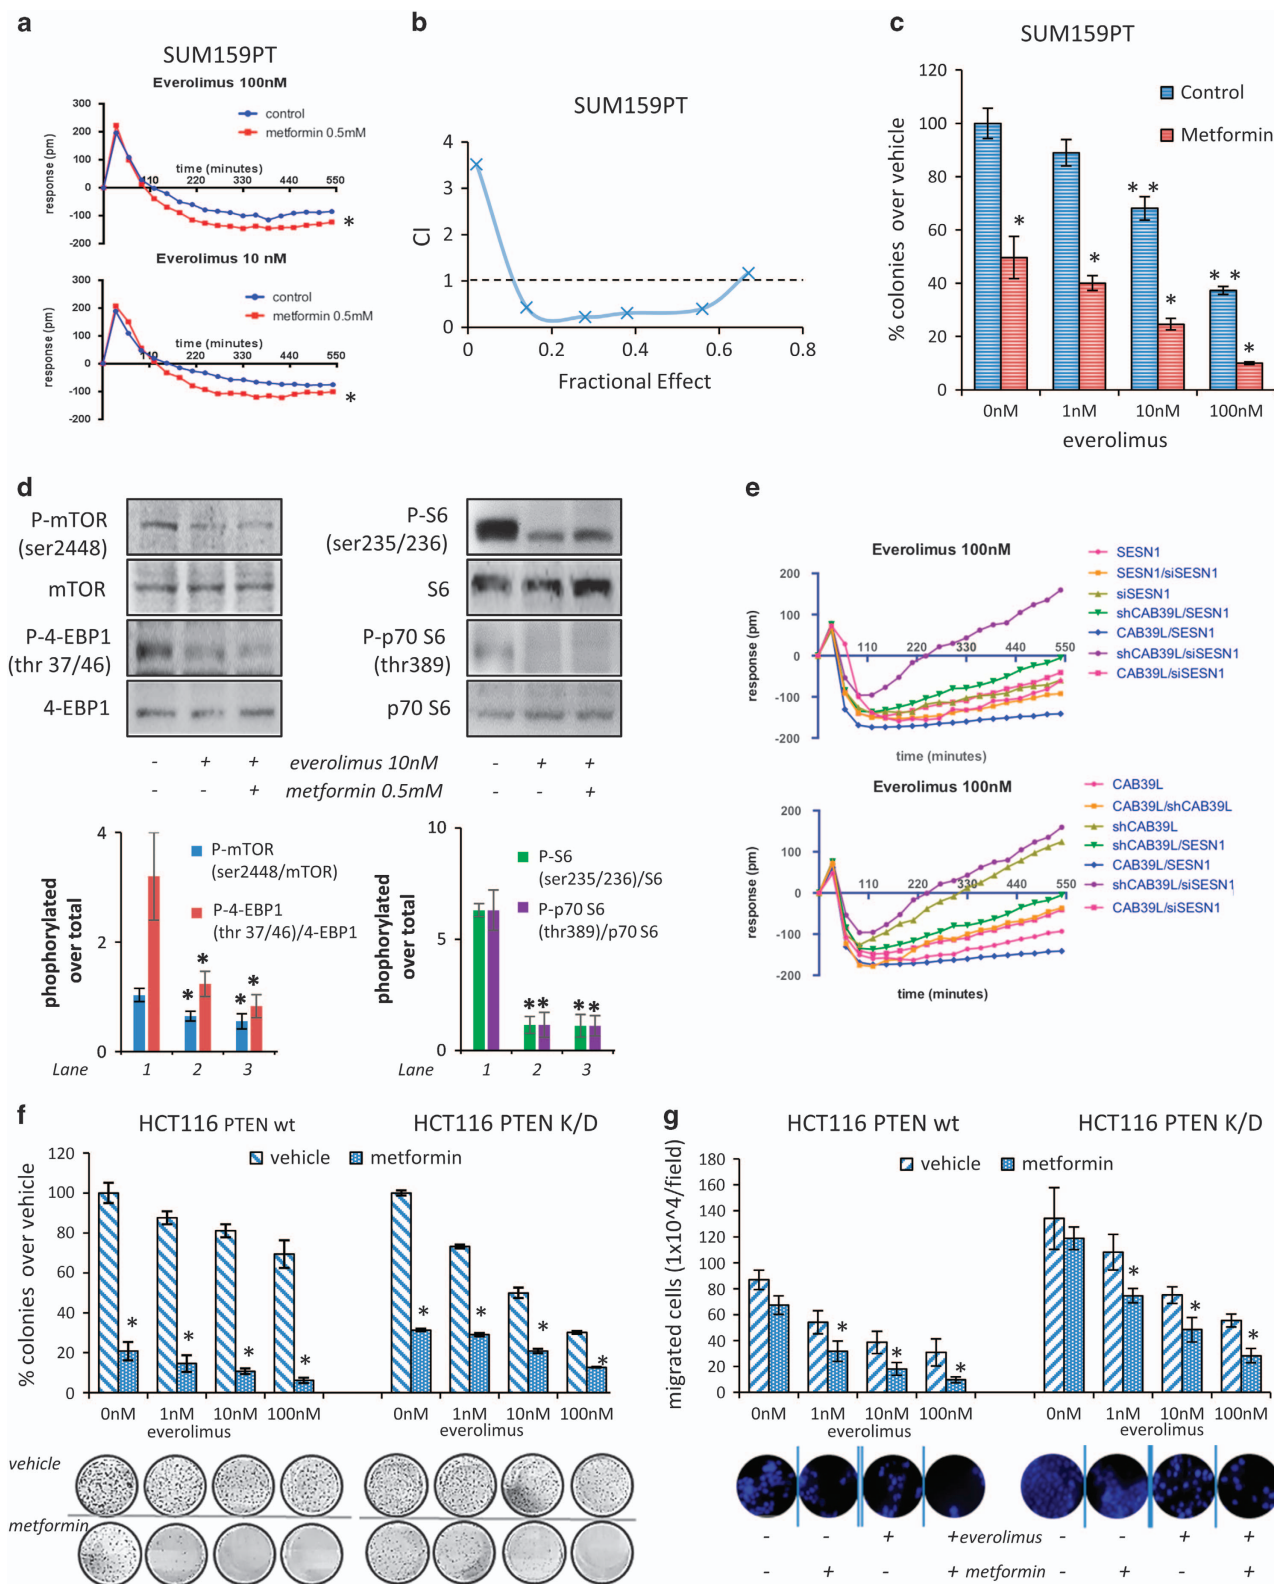 a
SUM159PT
Everolimus 100nM
300
200
100
0
-100
-200
response (pm)
control
metformin 0.5mM
time (minutes)
110 220 330 440 550
*
Everolimus 10 nM
300
200
100
0
-100
-200
response (pm)
control
metformin 0.5mM
time (minutes)
110 220 330 440 550
*
b
SUM159PT
4
3
2
1
0
CI
0 0.2 0.4 0.6 0.8
Fractional Effect
c
SUM159PT
120
100
80
60
40
20
0
% colonies over vehicle
Control
Metformin
*
*
* *
*
* *
*
0nM 1nM 10nM 100nM
everolimus
d
P-mTOR
(ser2448)
mTOR
P-4-EBP1
(thr 37/46)
4-EBP1
P-S6
(ser235/236)
S6
P-p70 S6
(thr389)
p70 S6
- + + everolimus 10nM - + +
- - + metformin 0.5mM - - +
4
2
0
phophorylated
over total
P-mTOR
(ser2448/mTOR)
P-4-EBP1
(thr 37/46)/4-EBP1
* * * *
Lane 1 2 3
10
5
0
phophorylated
over total
P-S6
(ser235/236)/S6
P-p70 S6
(thr389)/p70 S6
** **
Lane 1 2 3
e
Everolimus 100nM
200
100
0
-100
-200
response (pm)
110 220 330 440 550
time (minutes)
SESN1
SESN1/siSESN1
siSESN1
shCAB39L/SESN1
CAB39L/SESN1
shCAB39L/siSESN1
CAB39L/siSESN1
Everolimus 100nM
200
100
0
-100
-200
response (pm)
110 220 330 440 550
time (minutes)
CAB39L
CAB39L/shCAB39L
shCAB39L
shCAB39L/SESN1
CAB39L/SESN1
shCAB39L/siSESN1
CAB39L/siSESN1
f
HCT116 PTEN wt HCT116 PTEN K/D
vehicle metformin
120
100
80
60
40
20
0
% colonies over vehicle
* * * * * * * *
0nM 1nM 10nM 100nM 0nM 1nM 10nM 100nM
everolimus everolimus
vehicle
metformin
g
HCT116 PTEN wt HCT116 PTEN K/D
vehicle metformin
180
160
140
120
100
80
60
40
20
0
migrated cells (1x10^4/field)
* * * * * *
0nM 1nM 10nM 100nM 0nM 1nM 10nM 100nM
everolimus everolimus
- - + + everolimus - - + +
- + - + metformin - + - +